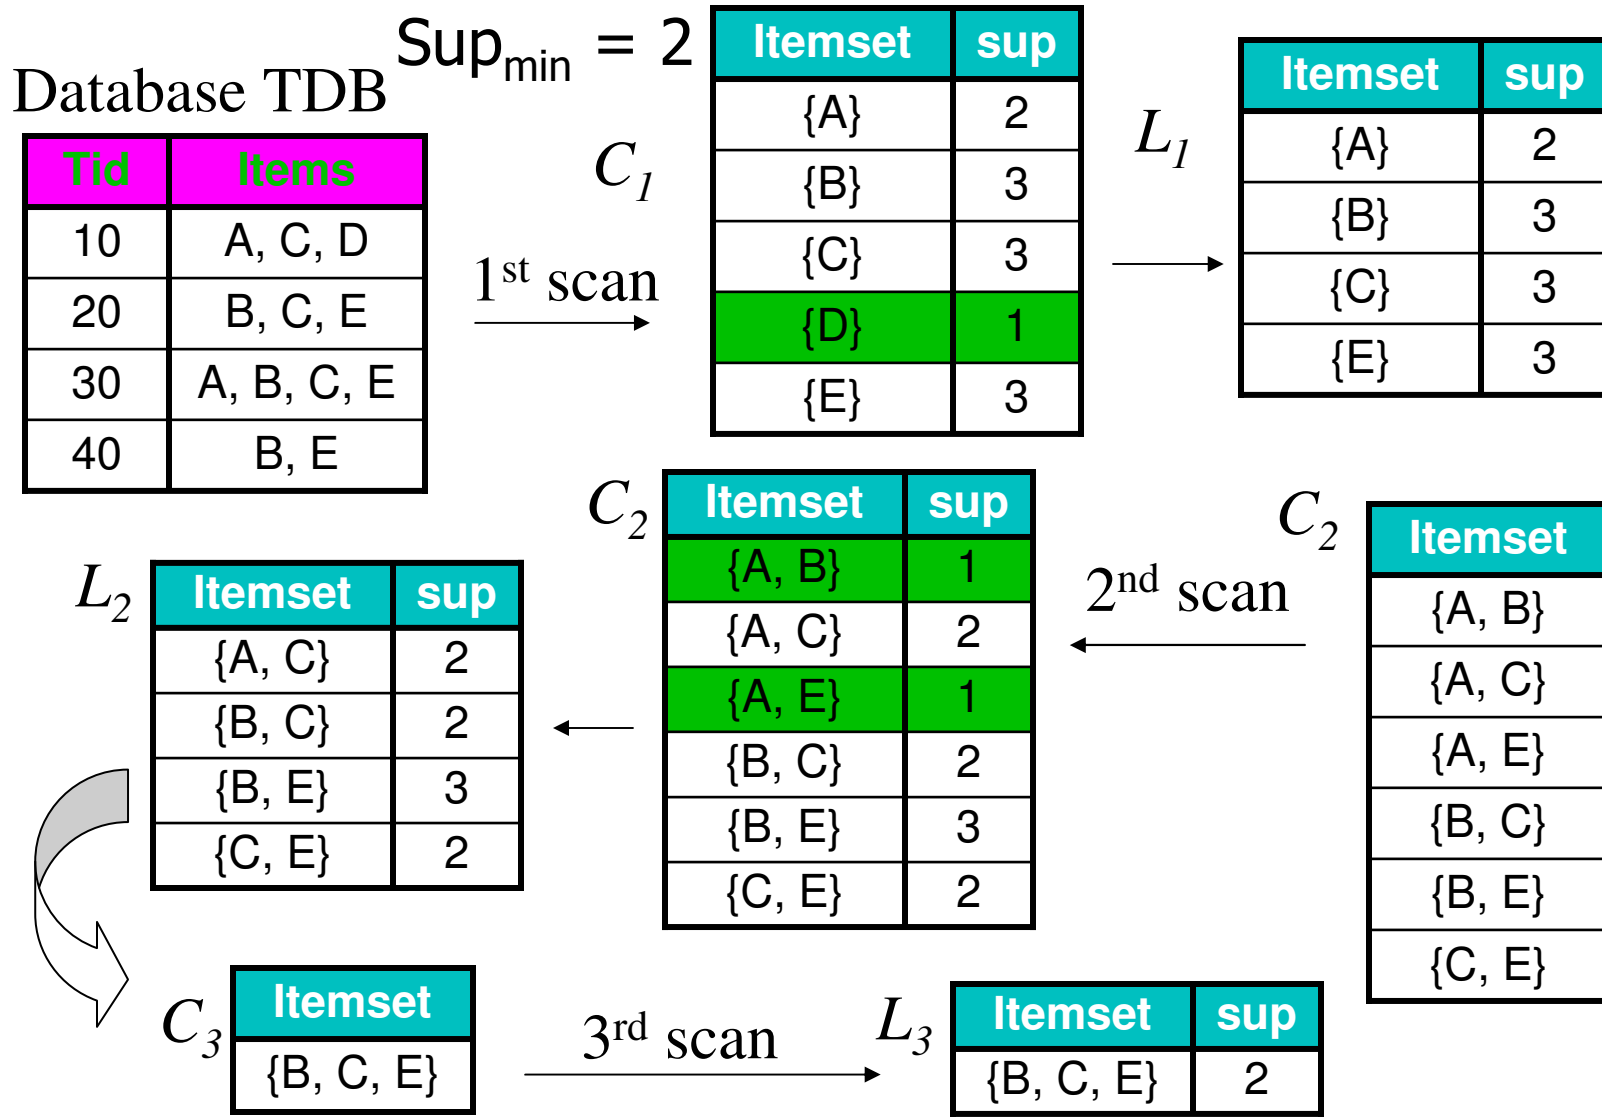 Sup_min = 2
Database TDB
Tid Items
10 A, C, D
20 B, C, E
30 A, B, C, E
40 B, E
1st scan
C1
Itemset sup
{A} 2
{B} 3
{C} 3
{D} 1
{E} 3
L1
Itemset sup
{A} 2
{B} 3
{C} 3
{E} 3
C2
Itemset
{A, B}
{A, C}
{A, E}
{B, C}
{B, E}
{C, E}
2nd scan
C2
Itemset sup
{A, B} 1
{A, C} 2
{A, E} 1
{B, C} 2
{B, E} 3
{C, E} 2
L2
Itemset sup
{A, C} 2
{B, C} 2
{B, E} 3
{C, E} 2
C3
Itemset
{B, C, E}
3rd scan
L3
Itemset sup
{B, C, E} 2